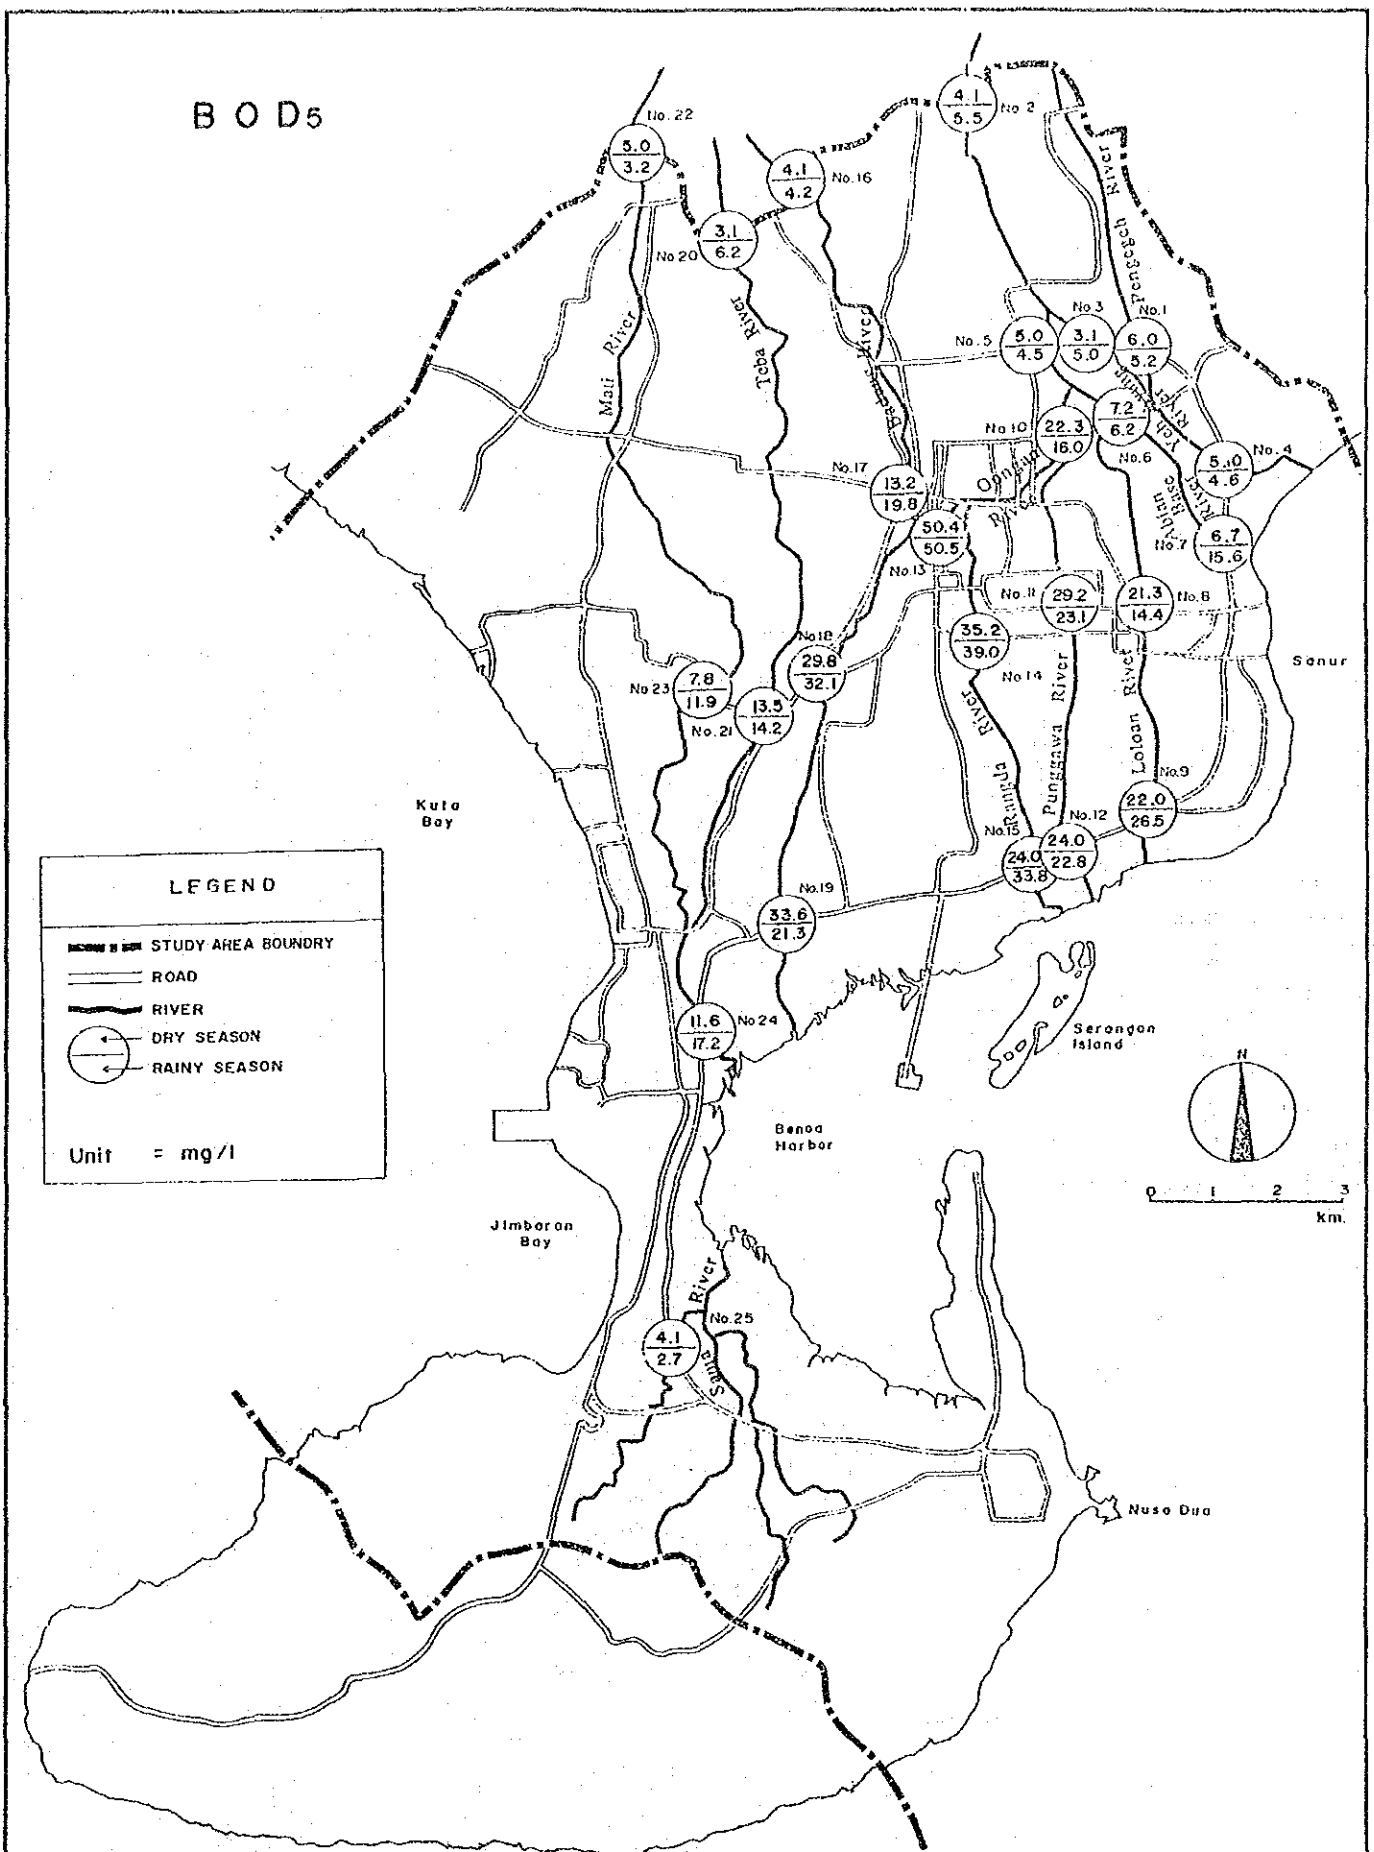 BOD5
No. 22
5.0
3.2
4.1
5.5
No 2
4.1
4.2
No.16
3.1
6.2
No 20
Pengegeh River
Mati River
Teba River
Badung River
No.3
No.1
No. 5
5.0
4.5
3.1
5.0
6.0
5.2
7.2
6.2
No.6
No 10
22.3
16.0
Yeh
River
No. 4
4.6
No.17
13.2
19.8
River
50.4
50.5
No.13
Abian Base River
No.7
6.7
15.6
No. 11
29.2
23.1
21.3
14.4
No.8
35.2
39.0
No 14
No.18
29.8
32.1
Sanur
No 23
7.8
11.9
No.21
13.5
14.2
River
Punggawa River
Loloan River
No.9
22.0
26.5
No.12
24.0
22.8
No.15
24.0
33.8
Kuta
Bay
No.19
33.6
21.3
LEGEND
STUDY AREA BOUNDRY
ROAD
RIVER
DRY SEASON
RAINY SEASON
Unit = mg/l
11.6
17.2
No 24
Serangan
Island
N
Benoa
Harbor
0 1 2 3
km.
Jimbaran
Bay
River
No.25
4.1
2.7
Nusa Dua